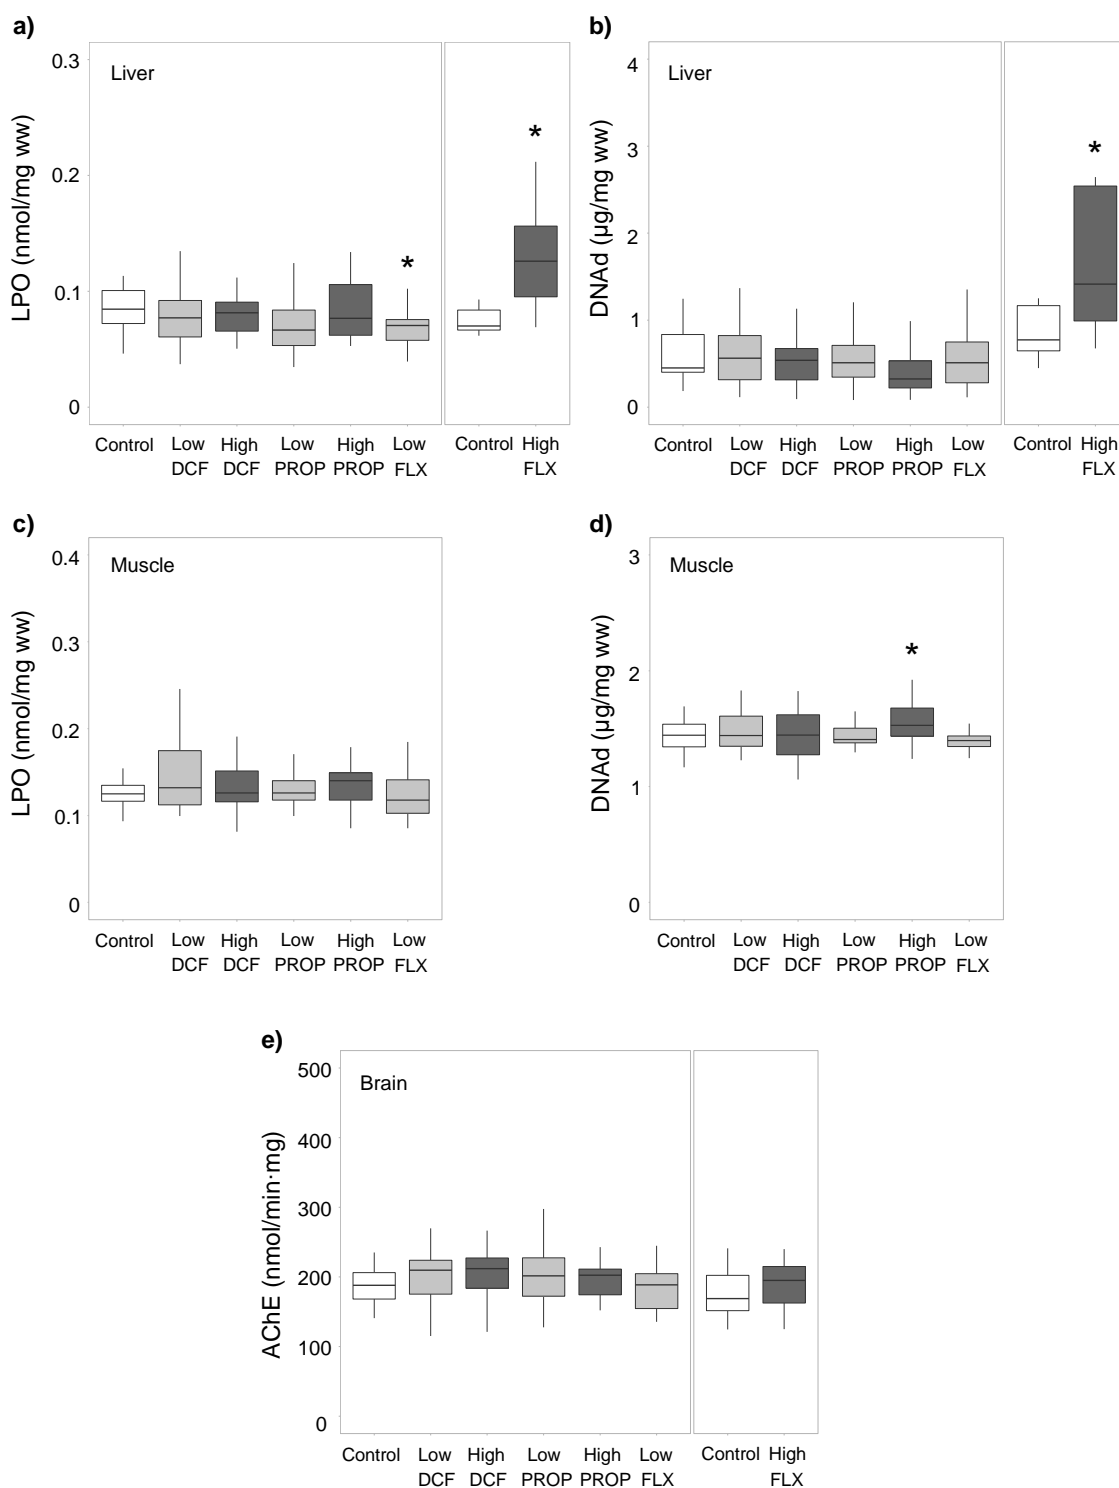 a)
Liver
LPO (nmol/mg ww)
0.3
0.2
0.1
0
*
*
Control Low DCF High DCF Low PROP High PROP Low FLX Control High FLX
b)
Liver
DNAd (µg/mg ww)
4
3
2
1
0
*
Control Low DCF High DCF Low PROP High PROP Low FLX Control High FLX
c)
Muscle
LPO (nmol/mg ww)
0.4
0.3
0.2
0.1
0
Control Low DCF High DCF Low PROP High PROP Low FLX
d)
Muscle
DNAd (µg/mg ww)
3
2
1
0
*
Control Low DCF High DCF Low PROP High PROP Low FLX
e)
Brain
AChE (nmol/min·mg)
500
400
300
200
100
0
Control Low DCF High DCF Low PROP High PROP Low FLX Control High FLX